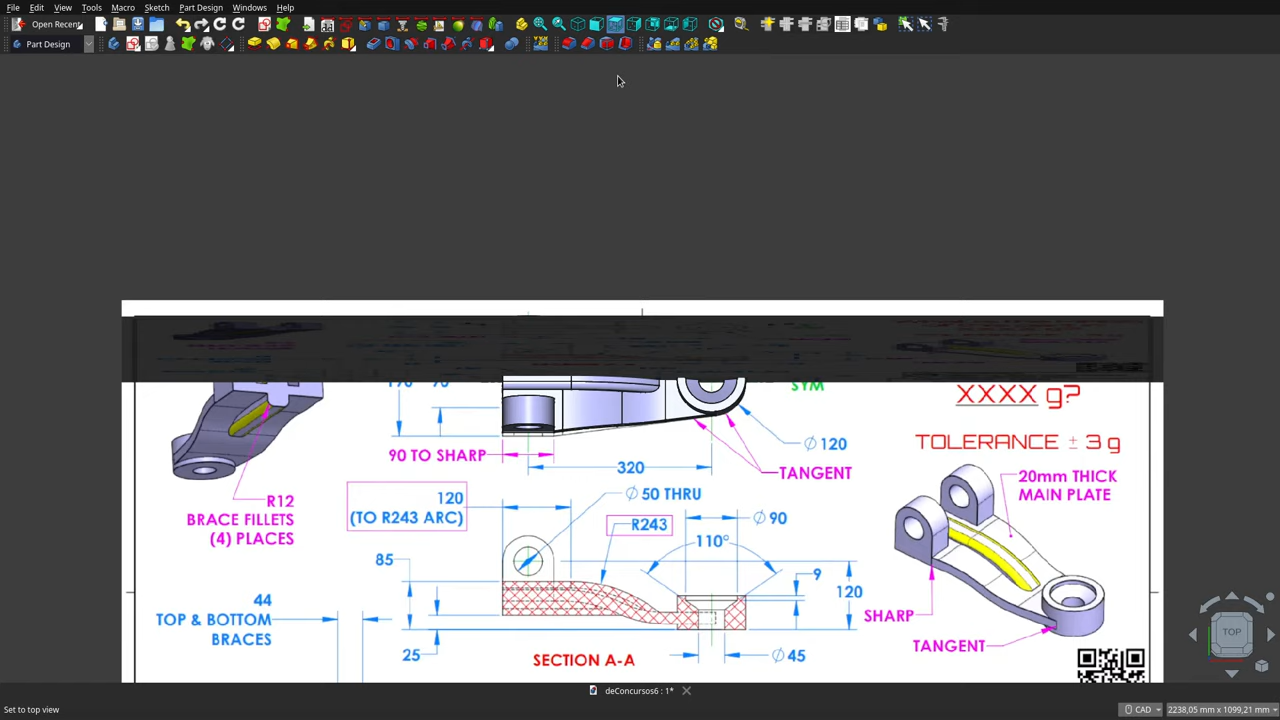 File Edit View Tools Macro Sketch Part Design Windows Help
Open Recent
Part Design
XXXX g?
SYM
TOLERANCE ± 3 g
Ø 120
90 TO SHARP
320
TANGENT
20mm THICK
MAIN PLATE
R12
BRACE FILLETS
(4) PLACES
120
(TO R243 ARC)
Ø 50 THRU
R243
Ø 90
110°
85
9
120
44
TOP & BOTTOM
BRACES
SHARP
TANGENT
25
SECTION A-A
Ø 45
TOP
deConcursos6 : 1*
Set to top view
CAD
2238,05 mm x 1099,21 mm